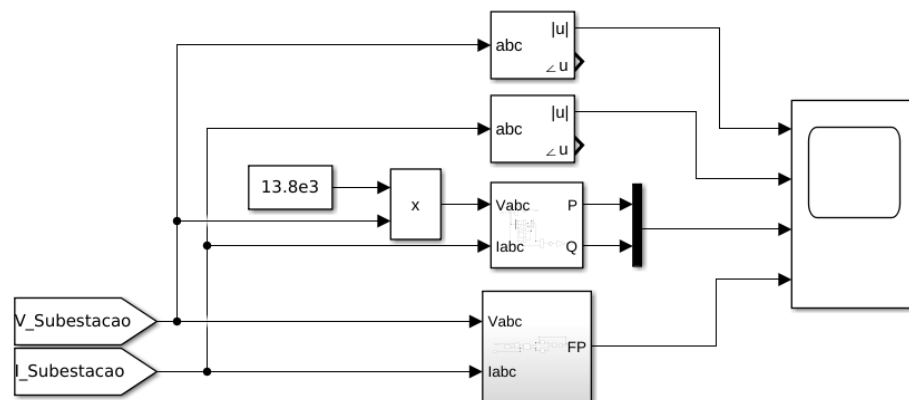 |u|
abc
∠u
|u|
abc
∠u
13.8e3
x
Vabc P
Iabc Q
V_Subestacao
Vabc
FP
I_Subestacao
Iabc